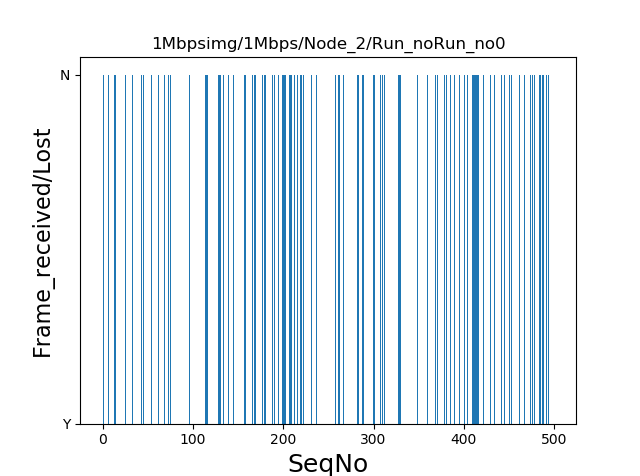 1Mbpsimg/1Mbps/Node_2/Run_noRun_no0
N
Frame_received/Lost
Y
0 100 200 300 400 500
SeqNo